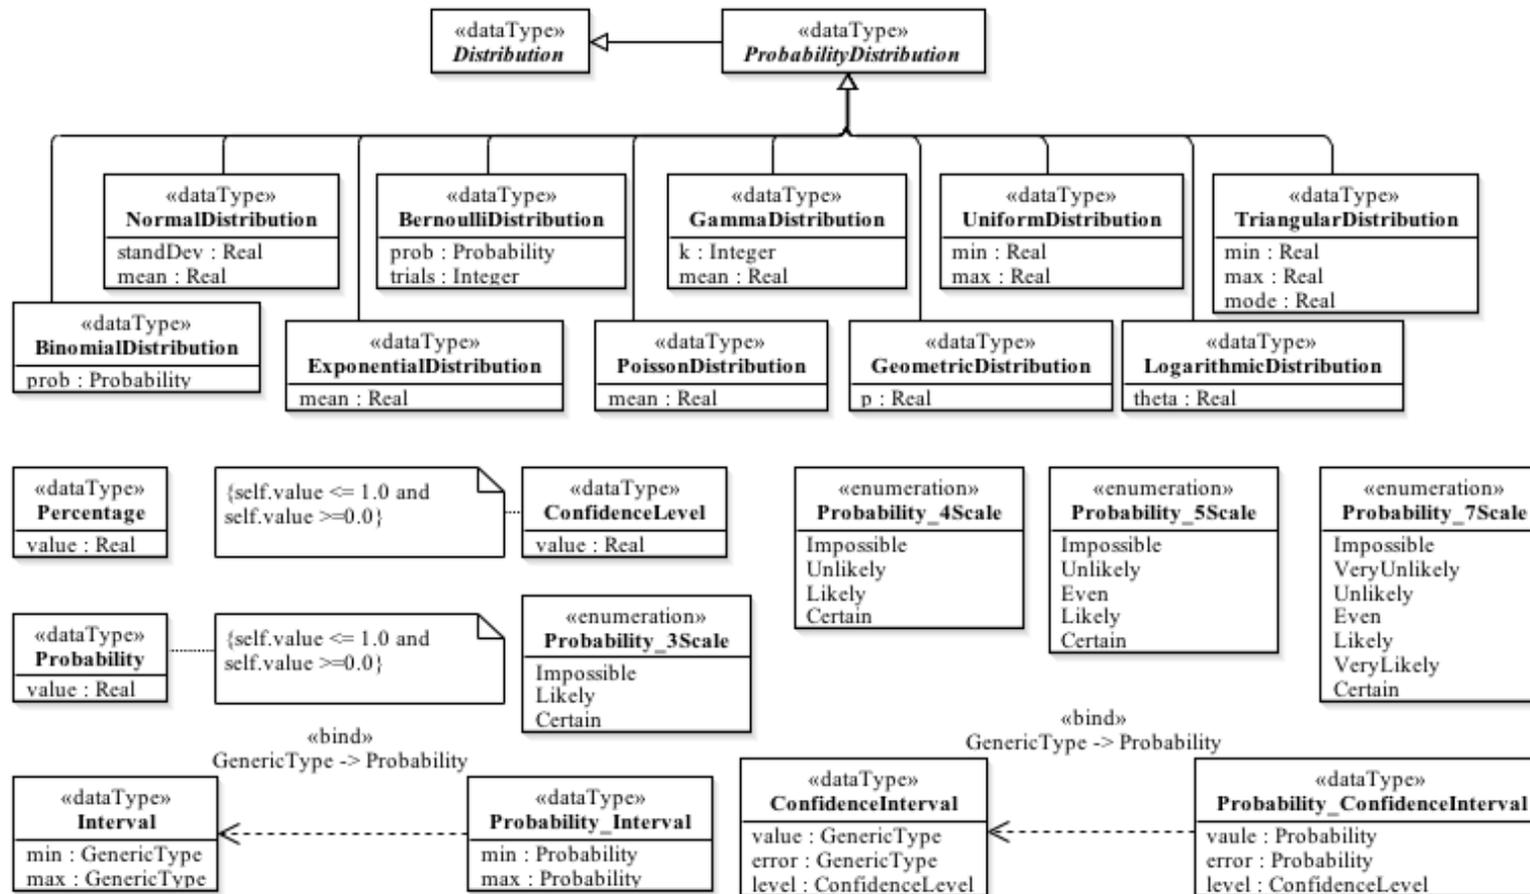 «dataType»
Distribution
«dataType»
ProbabilityDistribution
«dataType»
NormalDistribution
standDev : Real
mean : Real
«dataType»
BernoulliDistribution
prob : Probability
trials : Integer
«dataType»
GammaDistribution
k : Integer
mean : Real
«dataType»
UniformDistribution
min : Real
max : Real
«dataType»
TriangularDistribution
min : Real
max : Real
mode : Real
«dataType»
BinomialDistribution
prob : Probability
«dataType»
ExponentialDistribution
mean : Real
«dataType»
PoissonDistribution
mean : Real
«dataType»
GeometricDistribution
p : Real
«dataType»
LogarithmicDistribution
theta : Real
«dataType»
Percentage
value : Real
{self.value <= 1.0 and
self.value >=0.0}
«dataType»
ConfidenceLevel
value : Real
«enumeration»
Probability_4Scale
Impossible
Unlikely
Likely
Certain
«enumeration»
Probability_5Scale
Impossible
Unlikely
Even
Likely
Certain
«enumeration»
Probability_7Scale
Impossible
VeryUnlikely
Unlikely
Even
Likely
VeryLikely
Certain
«dataType»
Probability
value : Real
{self.value <= 1.0 and
self.value >=0.0}
«enumeration»
Probability_3Scale
Impossible
Likely
Certain
«bind»
GenericType -> Probability
«bind»
GenericType -> Probability
«dataType»
Interval
min : GenericType
max : GenericType
«dataType»
Probability_Interval
min : Probability
max : Probability
«dataType»
ConfidenceInterval
value : GenericType
error : GenericType
level : ConfidenceLevel
«dataType»
Probability_ConfidenceInterval
vaule : Probability
error : Probability
level : ConfidenceLevel